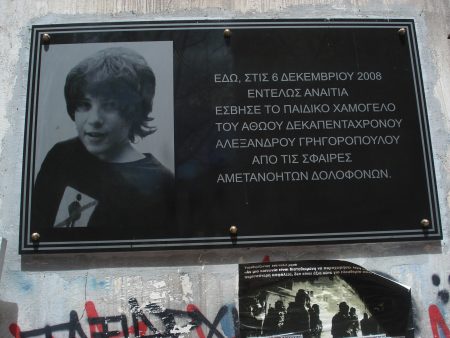 ΕΔΩ, ΣΤΙΣ 6 ΔΕΚΕΜΒΡΙΟΥ 2008
ΕΝΤΕΛΩΣ ΑΝΑΙΤΙΑ
ΕΣΒΗΣΕ ΤΟ ΠΑΙΔΙΚΟ ΧΑΜΟΓΕΛΟ
ΤΟΥ ΑΘΩΟΥ ΔΕΚΑΠΕΝΤΑΧΡΟΝΟΥ
ΑΛΕΞΑΝΔΡΟΥ ΓΡΗΓΟΡΟΠΟΥΛΟΥ
ΑΠΟ ΤΙΣ ΣΦΑΙΡΕΣ
ΑΜΕΤΑΝΟΗΤΩΝ ΔΟΛΟΦΟΝΩΝ.